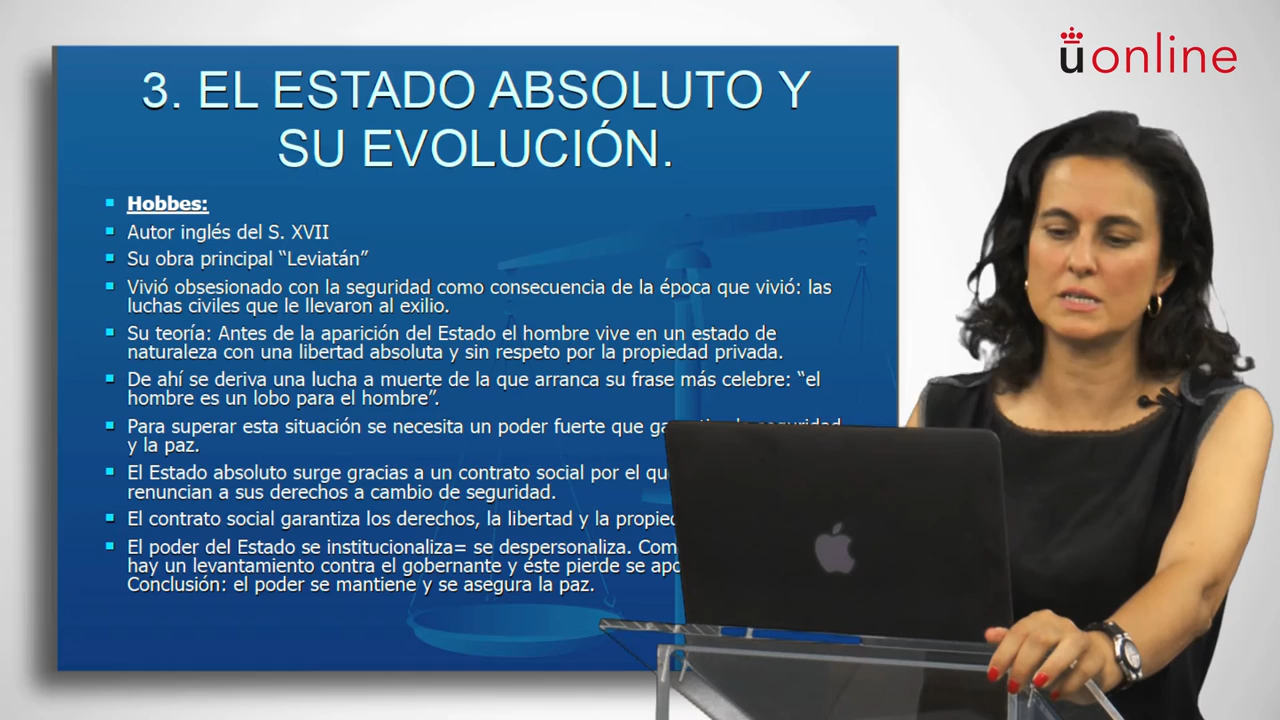 uonline
3. EL ESTADO ABSOLUTO Y
SU EVOLUCIÓN.
Hobbes:
Autor inglés del S. XVII
Su obra principal “Leviatán”
Vivió obsesionado con la seguridad como consecuencia de la época que vivió: las
luchas civiles que le llevaron al exilio.
Su teoría: Antes de la aparición del Estado el hombre vive en un estado de
naturaleza con una libertad absoluta y sin respeto por la propiedad privada.
De ahí se deriva una lucha a muerte de la que arranca su frase más celebre: “el
hombre es un lobo para el hombre”.
Para superar esta situación se necesita un poder fuerte que
y la paz.
El Estado absoluto surge gracias a un contrato social por el
renuncian a sus derechos a cambio de seguridad.
El contrato social garantiza los derechos, la libertad y la
El poder del Estado se institucionaliza= se despersonaliza.
hay un levantamiento contra el gobernante y éste pierde se
Conclusión: el poder se mantiene y se asegura la paz.